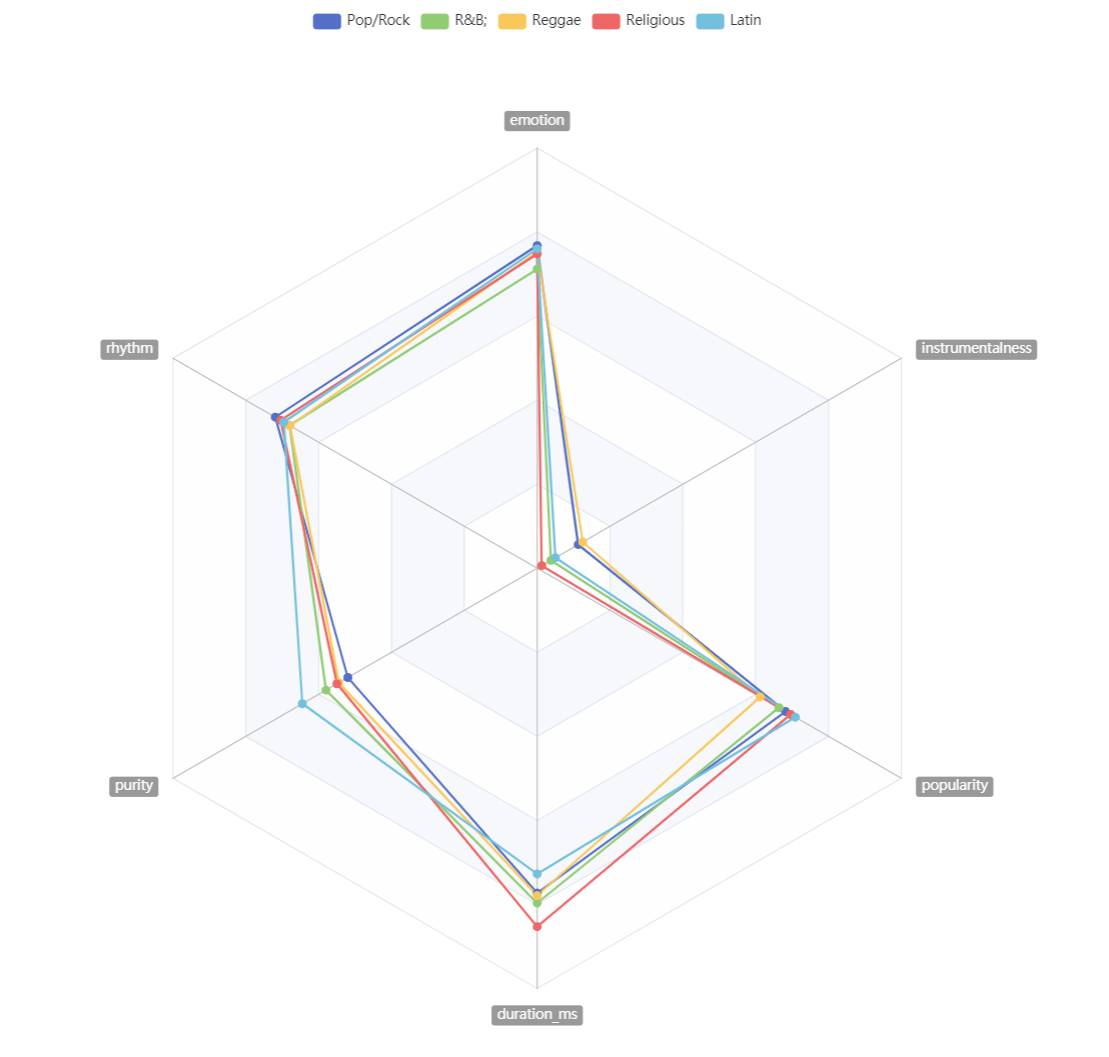 Pop/Rock R&B; Reggae Religious Latin
emotion
rhythm
instrumentalness
purity
popularity
duration_ms